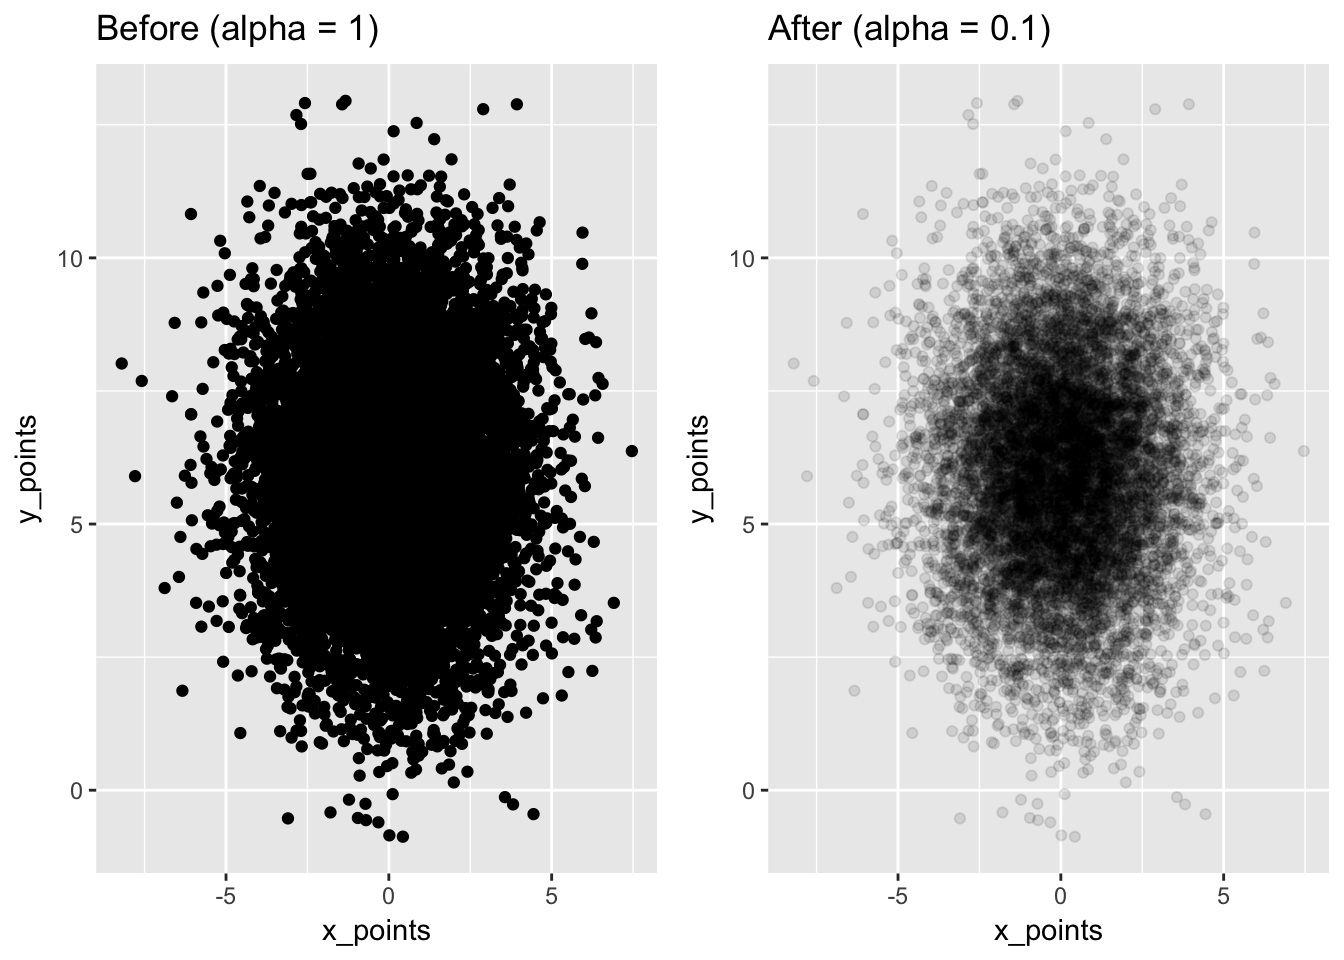 Before (alpha = 1)
y_points
10
5
0
-5
0
5
x_points
After (alpha = 0.1)
y_points
10
5
0
-5
0
5
x_points